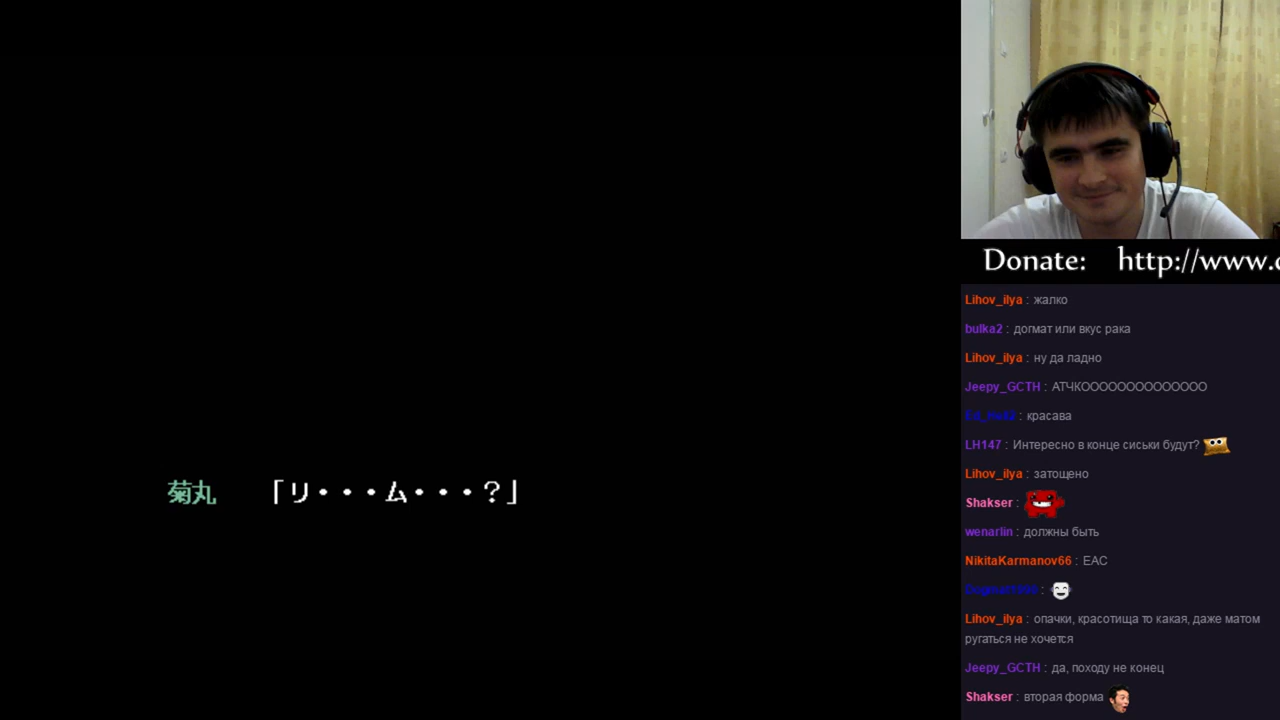 菊丸 「リ・・・ム・・・？」
Donate: http://www.
Lihov_ilya : жалко
bulka2 : догмат или вкус рака
Lihov_ilya : ну да ладно
Jeepy_GCTH : АТЧКОООООООООООООО
: красава
LH147 : Интересно в конце сиськи будут?
Lihov_ilya : затощено
Shakser :
wenarlin : должны быть
NikitaKarmanov66 : EAC
:
Lihov_ilya : опачки, красотища то какая, даже матом
ругаться не хочется
Jeepy_GCTH : да, походу не конец
Shakser : вторая форма